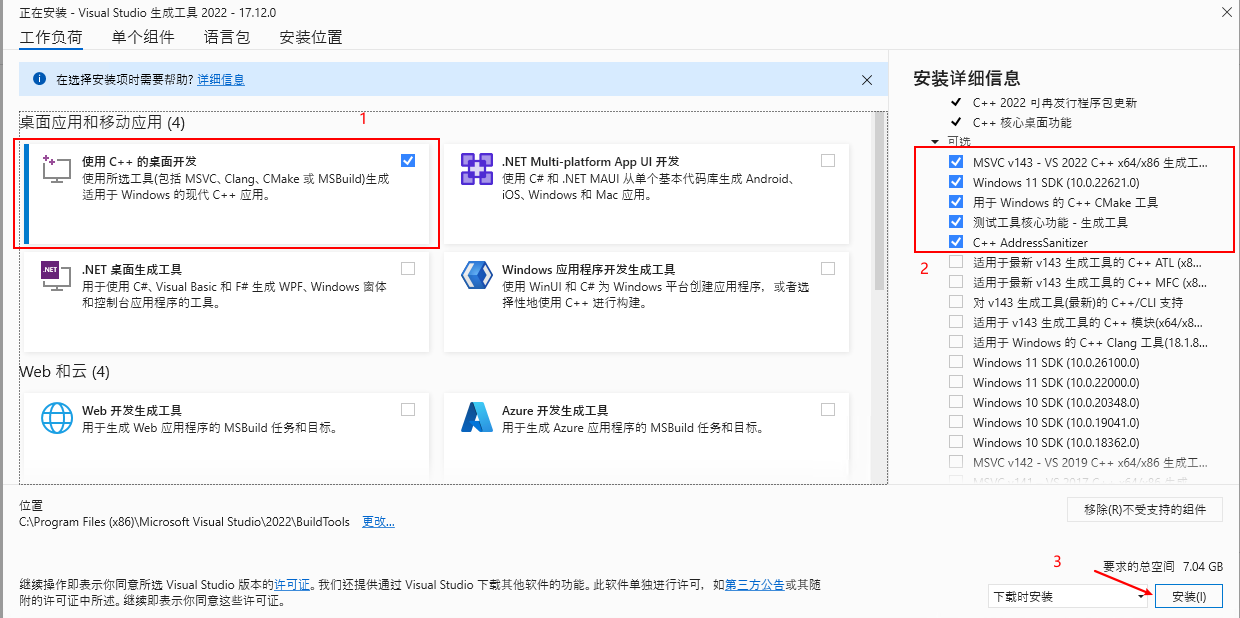 正在安装 - Visual Studio 生成工具 2022 - 17.12.0
工作负荷 单个组件 语言包 安装位置
在选择安装项时需要帮助? 详细信息
桌面应用和移动应用 (4)
1
使用 C++ 的桌面开发
使用所选工具(包括 MSVC、Clang、CMake 或 MSBuild)生成
适用于 Windows 的现代 C++ 应用。
.NET Multi-platform App UI 开发
使用 C# 和 .NET MAUI 从单个基本代码库生成 Android、
iOS、Windows 和 Mac 应用。
.NET
.NET 桌面生成工具
用于使用 C#、Visual Basic 和 F# 生成 WPF、Windows 窗体
和控制台应用程序的工具。
Windows 应用程序开发生成工具
使用 WinUI 和 C# 为 Windows 平台创建应用程序，或者选
择性地使用 C++ 进行构建。
Web 和云 (4)
Web 开发生成工具
用于生成 Web 应用程序的 MSBuild 任务和目标。
Azure 开发生成工具
用于生成 Azure 应用程序的 MSBuild 任务和目标。
安装详细信息
C++ 2022 可再发行程序包更新
C++ 核心桌面功能
可选
MSVC v143 - VS 2022 C++ x64/x86 生成工...
Windows 11 SDK (10.0.22621.0)
用于 Windows 的 C++ CMake 工具
测试工具核心功能 - 生成工具
C++ AddressSanitizer
2
适用于最新 v143 生成工具的 C++ ATL (x8...
适用于最新 v143 生成工具的 C++ MFC (x8...
对 v143 生成工具(最新)的 C++/CLI 支持
适用于 v143 生成工具的 C++ 模块(x64/x8...
适用于 Windows 的 C++ Clang 工具(18.1.8...
Windows 11 SDK (10.0.26100.0)
Windows 11 SDK (10.0.22000.0)
Windows 10 SDK (10.0.20348.0)
Windows 10 SDK (10.0.19041.0)
Windows 10 SDK (10.0.18362.0)
MSVC v142 - VS 2019 C++ x64/x86 生成工...
位置
C:\Program Files (x86)\Microsoft Visual Studio\2022\BuildTools 更改...
移除(R)不受支持的组件
3
要求的总空间 7.04 GB
继续操作即表示你同意所选 Visual Studio 版本的许可证。我们还提供通过 Visual Studio 下载其他软件的功能。此软件单独进行许可，如第三方公告或其随
附的许可证中所述。继续即表示你同意这些许可证。
下载时安装
安装(I)